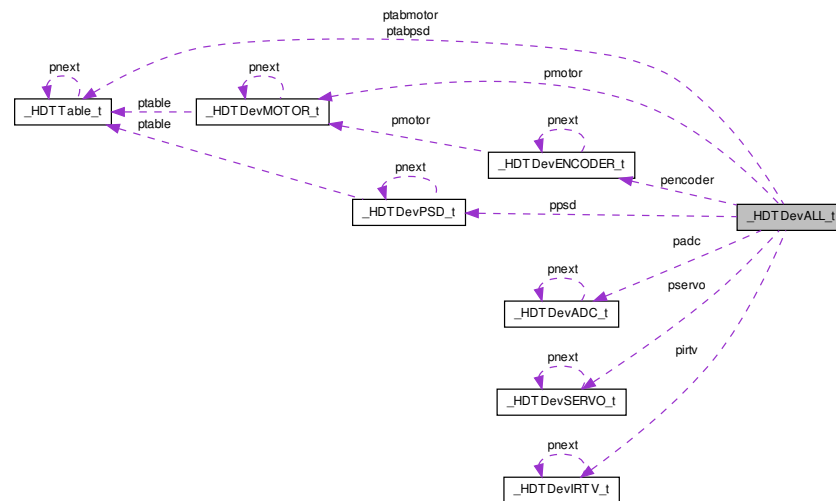 ptabmotor
ptabpsd
pnext
pnext
pmotor
_HDTTable_t
ptable
_HDTDevMOTOR_t
ptable
pmotor
pnext
_HDTDevENCODER_t
pnext
pencoder
_HDTDevPSD_t
ppsd
_HDTDevALL_t
padc
pnext
pservo
_HDTDevADC_t
pirtv
pnext
_HDTDevSERVO_t
pnext
_HDTDevIRTV_t